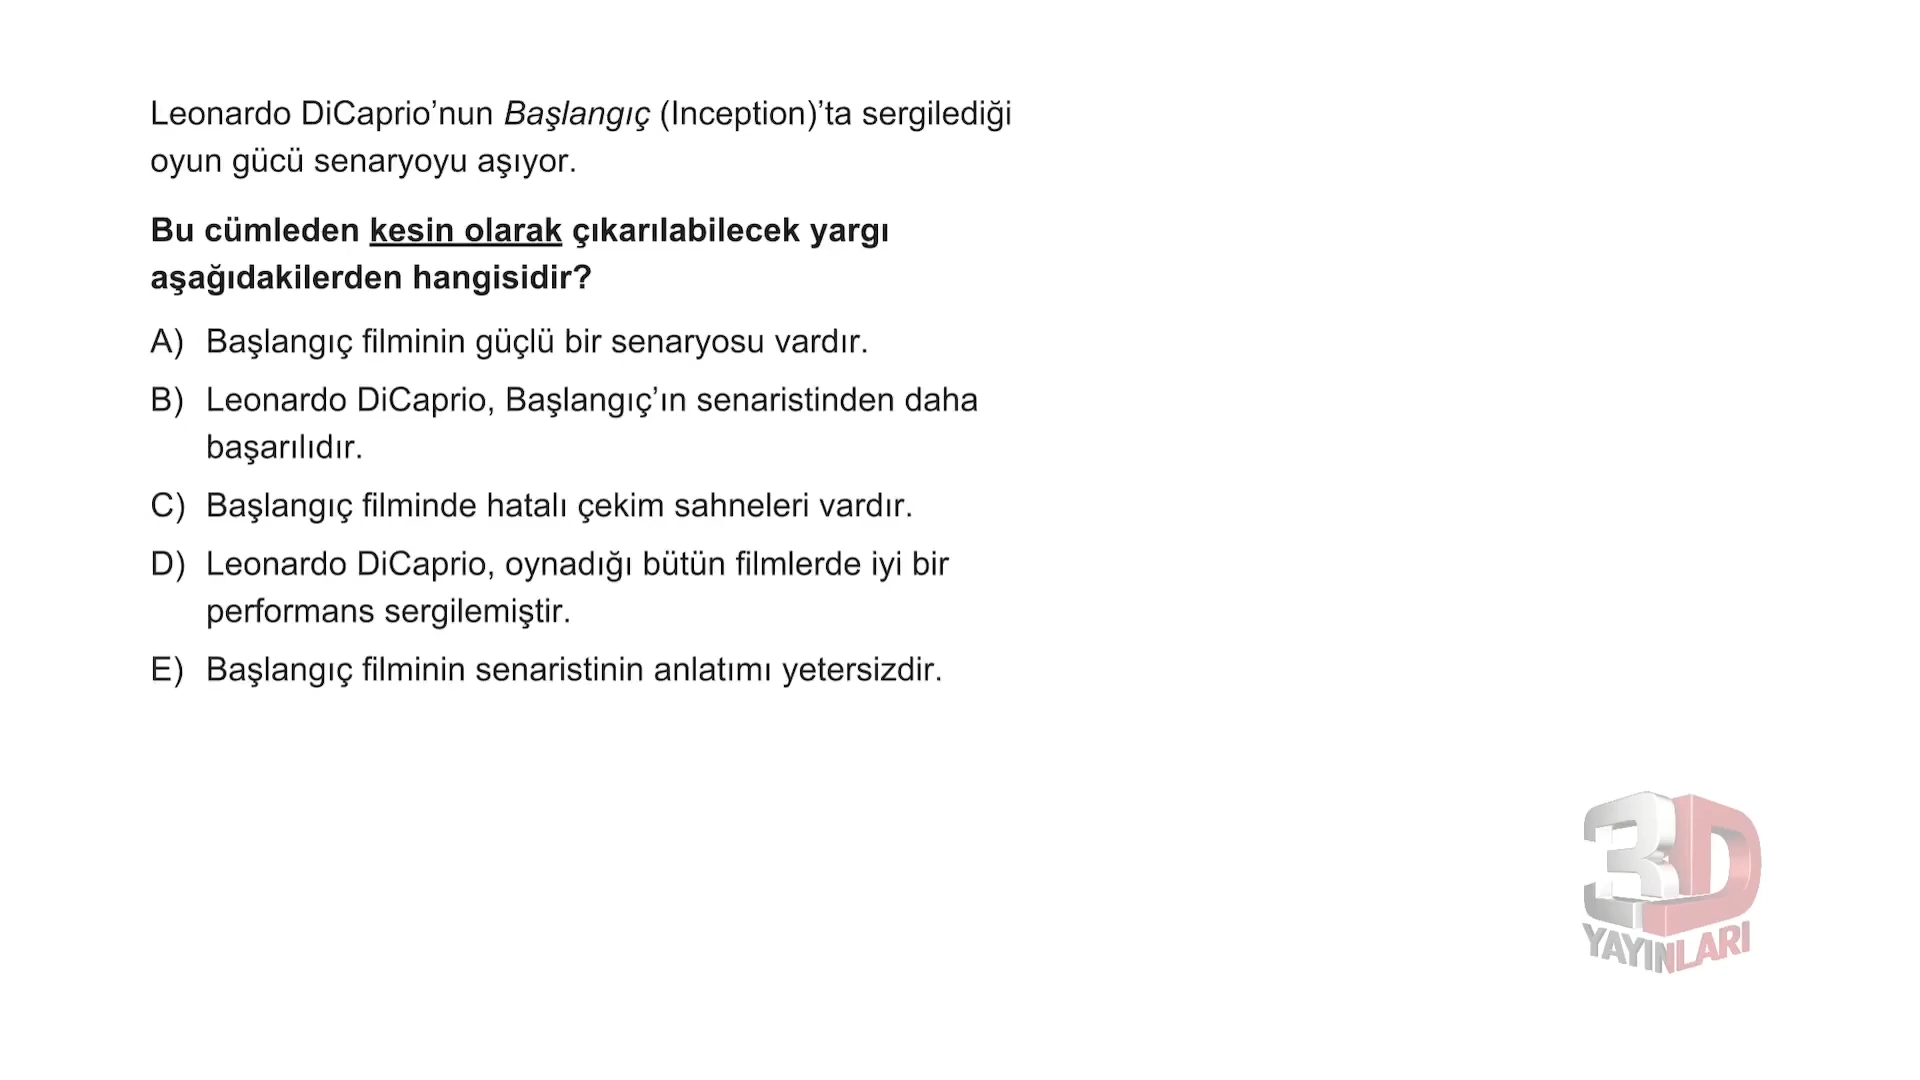 Leonardo DiCaprio’nun Başlangıç (Inception)’ta sergilediği
oyun gücü senaryoyu aşıyor.
Bu cümleden kesin olarak çıkarılabilecek yargı
aşağıdakilerden hangisidir?
A) Başlangıç filminin güçlü bir senaryosu vardır.
B) Leonardo DiCaprio, Başlangıç’ın senaristinden daha
başarılıdır.
C) Başlangıç filminde hatalı çekim sahneleri vardır.
D) Leonardo DiCaprio, oynadığı bütün filmlerde iyi bir
performans sergilemiştir.
E) Başlangıç filminin senaristinin anlatımı yetersizdir.
3D
YAYINLARI